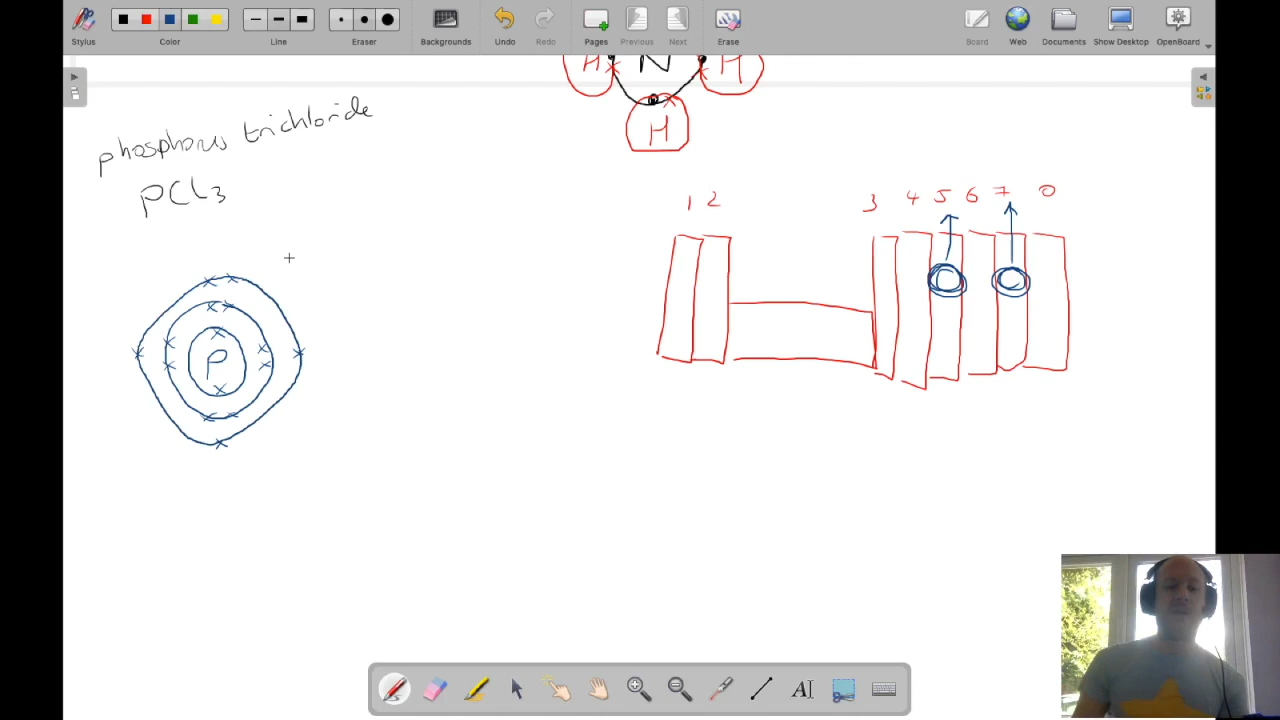 Stylus Color Line Eraser Backgrounds Undo Redo Pages Previous Next Erase Board Web Documents Show Desktop OpenBoard
H N H
H
phosphorus trichloride
PCl3
1 2 3 4 5 6 7 0
P